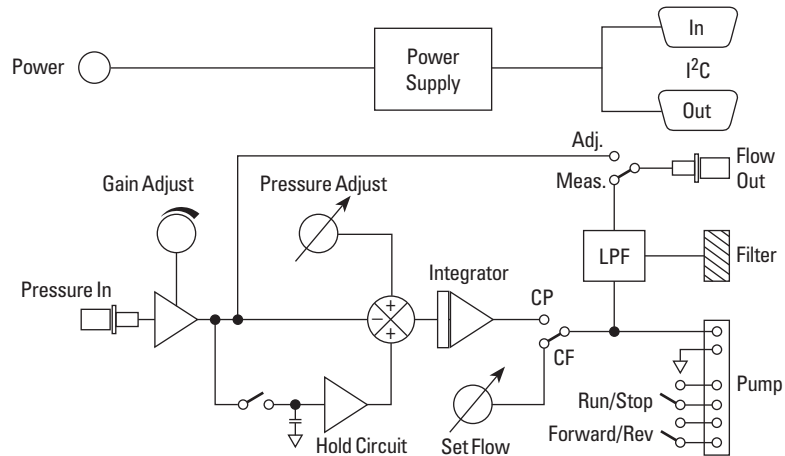 In
Power
Power
Supply
I²C
Out
Adj.
Gain Adjust
Pressure Adjust
Meas.
Flow
Out
LPF
Filter
Integrator
Pressure In
CP
+
−
+
CF
Pump
Run/Stop
Forward/Rev
Hold Circuit
Set Flow